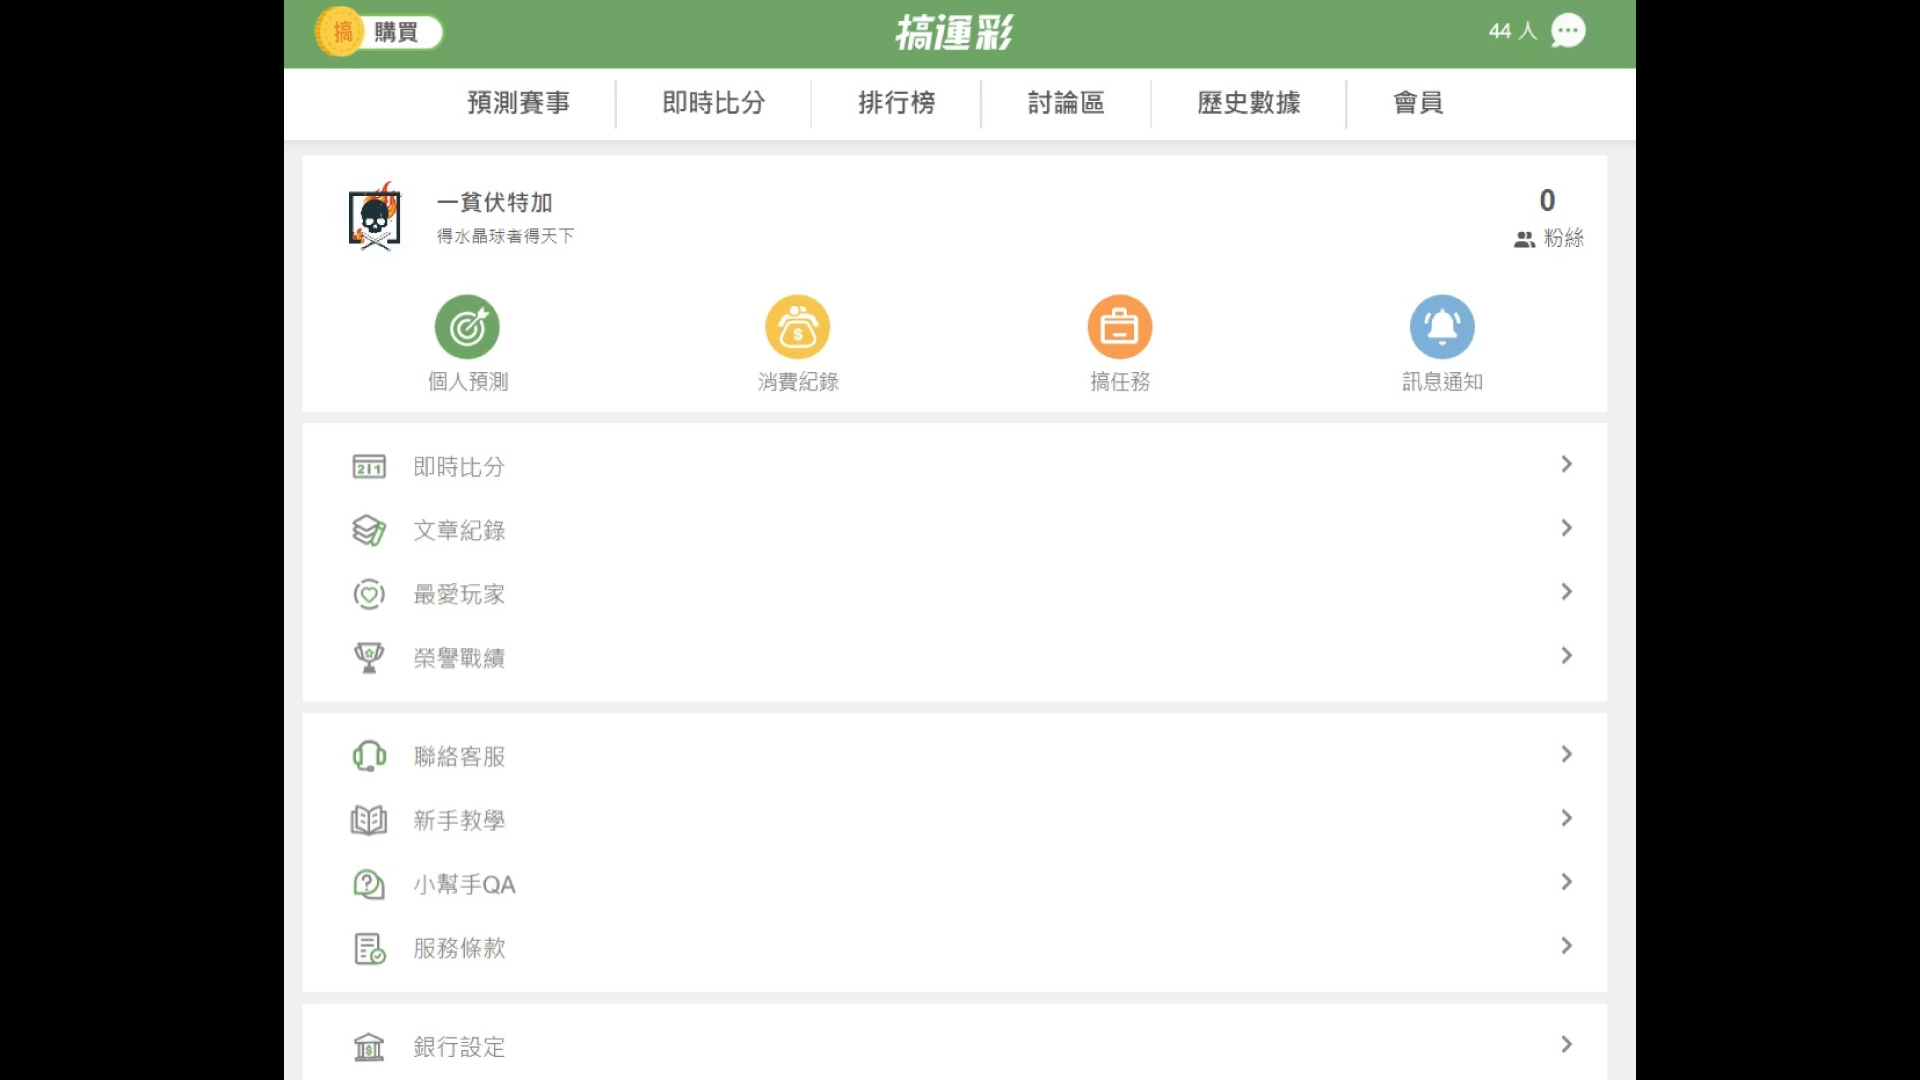 搞 購買
搞運彩
44 人
預測賽事
即時比分
排行榜
討論區
歷史數據
會員
一貧伏特加
得水晶球者得天下
0
粉絲
個人預測
消費紀錄
搞任務
訊息通知
即時比分
文章紀錄
最愛玩家
榮譽戰績
聯絡客服
新手教學
小幫手QA
服務條款
銀行設定